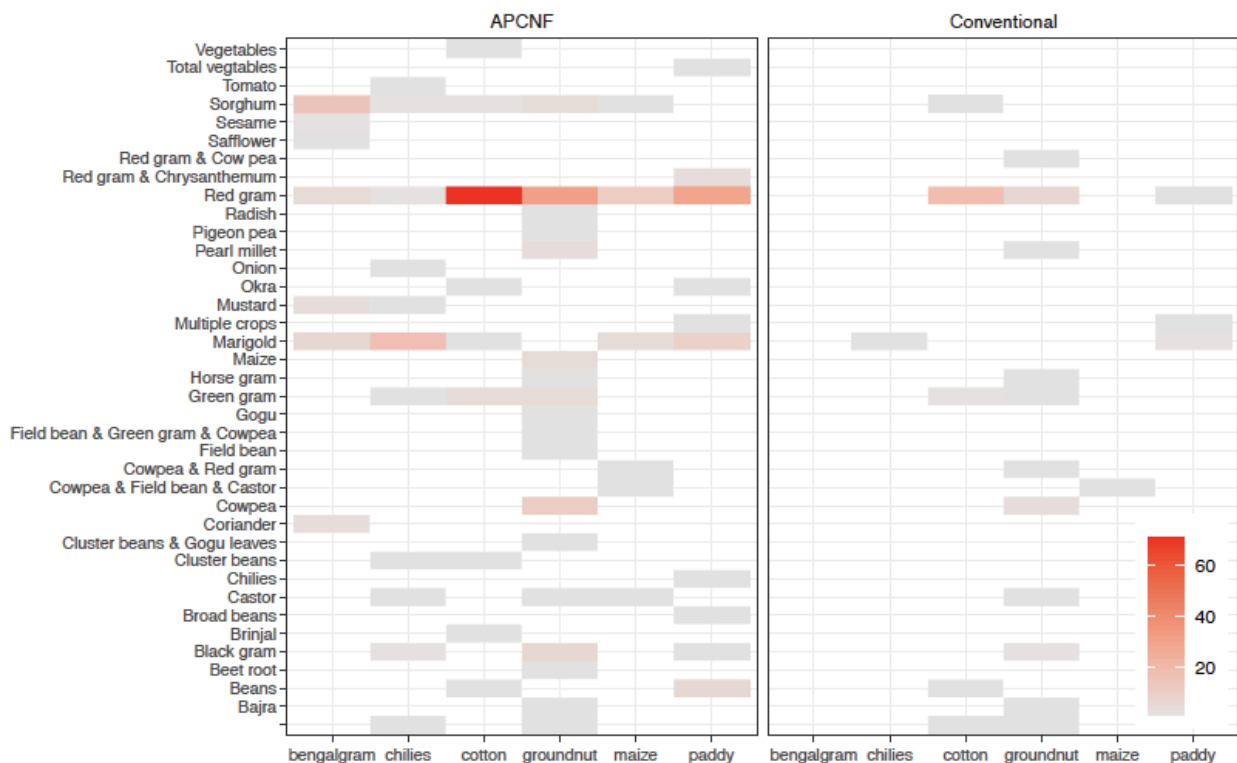 APCNF Conventional
Vegetables
Total vegtables
Tomato
Sorghum
Sesame
Safflower
Red gram & Cow pea
Red gram & Chrysanthemum
Red gram
Radish
Pigeon pea
Pearl millet
Onion
Okra
Mustard
Multiple crops
Marigold
Maize
Horse gram
Green gram
Gogu
Field bean & Green gram & Cowpea
Field bean
Cowpea & Red gram
Cowpea & Field bean & Castor
Cowpea
Coriander
Cluster beans & Gogu leaves
Cluster beans
Chilies
Castor
Broad beans
Brinjal
Black gram
Beet root
Beans
Bajra
60
40
20
bengalgram chilies cotton groundnut maize paddy bengalgram chilies cotton groundnut maize paddy